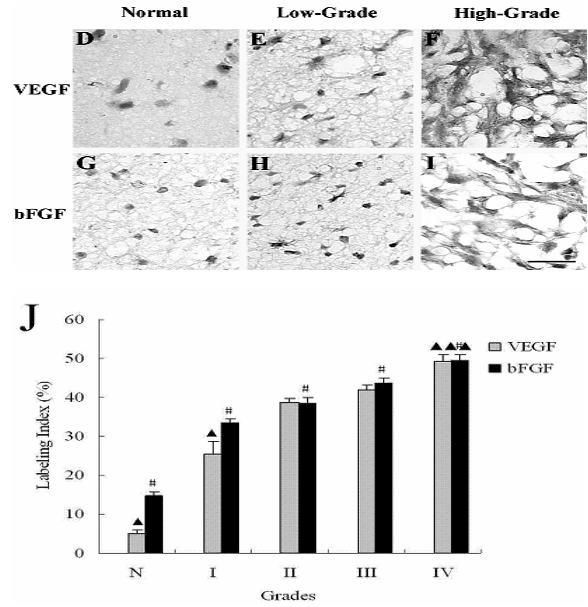 Normal Low-Grade High-Grade
VEGF D E F
bFGF G H I
J
60
50
40
30
20
10
0
Labeling Index (%)
▲ # ▲ # # # ▲▲#▲
VEGF
bFGF
N I II III IV
Grades